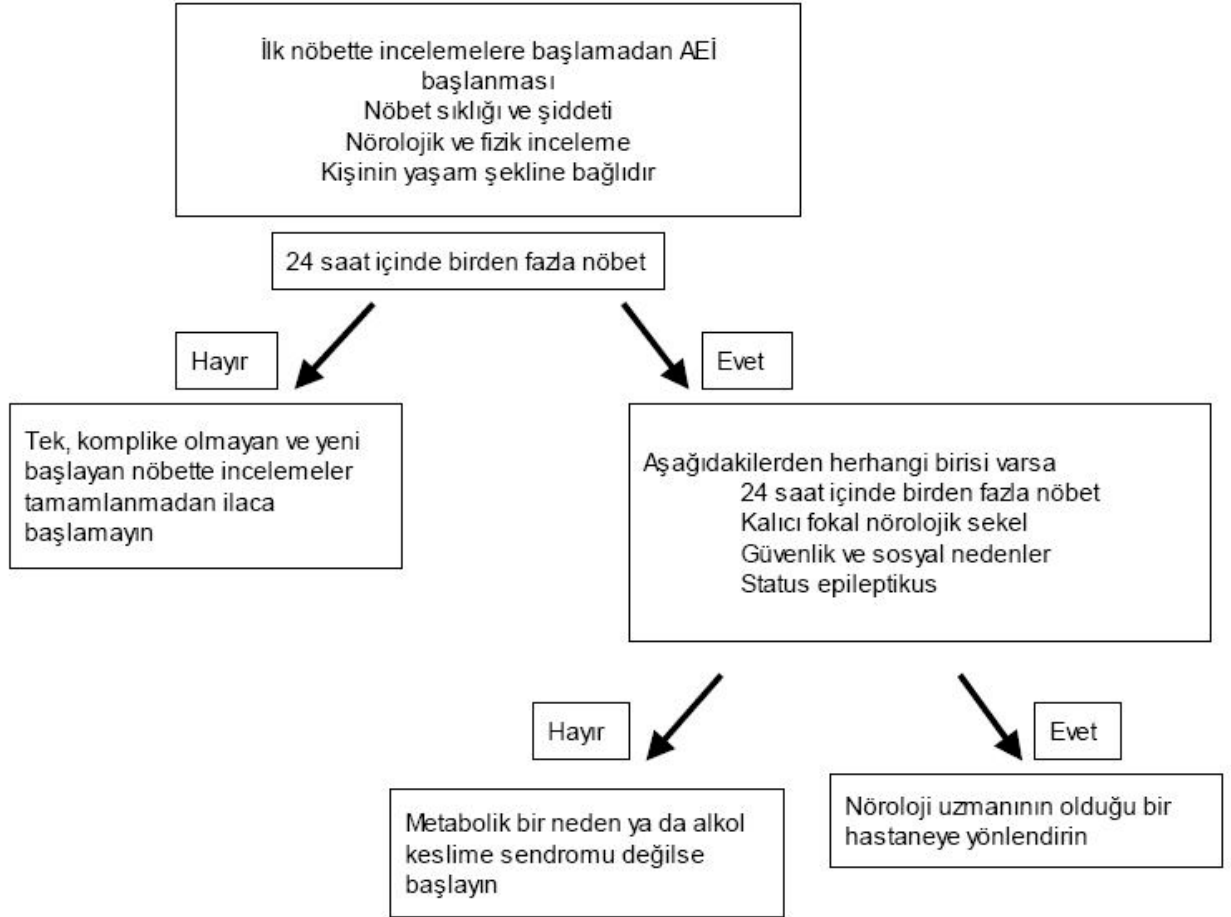 İlk nöbette incelemelere başlamadan AEİ
başlanması
Nöbet sıklığı ve şiddeti
Nörolojik ve fizik inceleme
Kişinin yaşam şekline bağlıdır
24 saat içinde birden fazla nöbet
Hayır
Evet
Tek, komplike olmayan ve yeni
başlayan nöbette incelemeler
tamamlanmadan ilaca
başlamayın
Aşağıdakilerden herhangi birisi varsa
24 saat içinde birden fazla nöbet
Kalıcı fokal nörolojik sekel
Güvenlik ve sosyal nedenler
Status epileptikus
Hayır
Evet
Metabolik bir neden ya da alkol
keslime sendromu değilse
başlayın
Nöroloji uzmanının olduğu bir
hastaneye yönlendirin